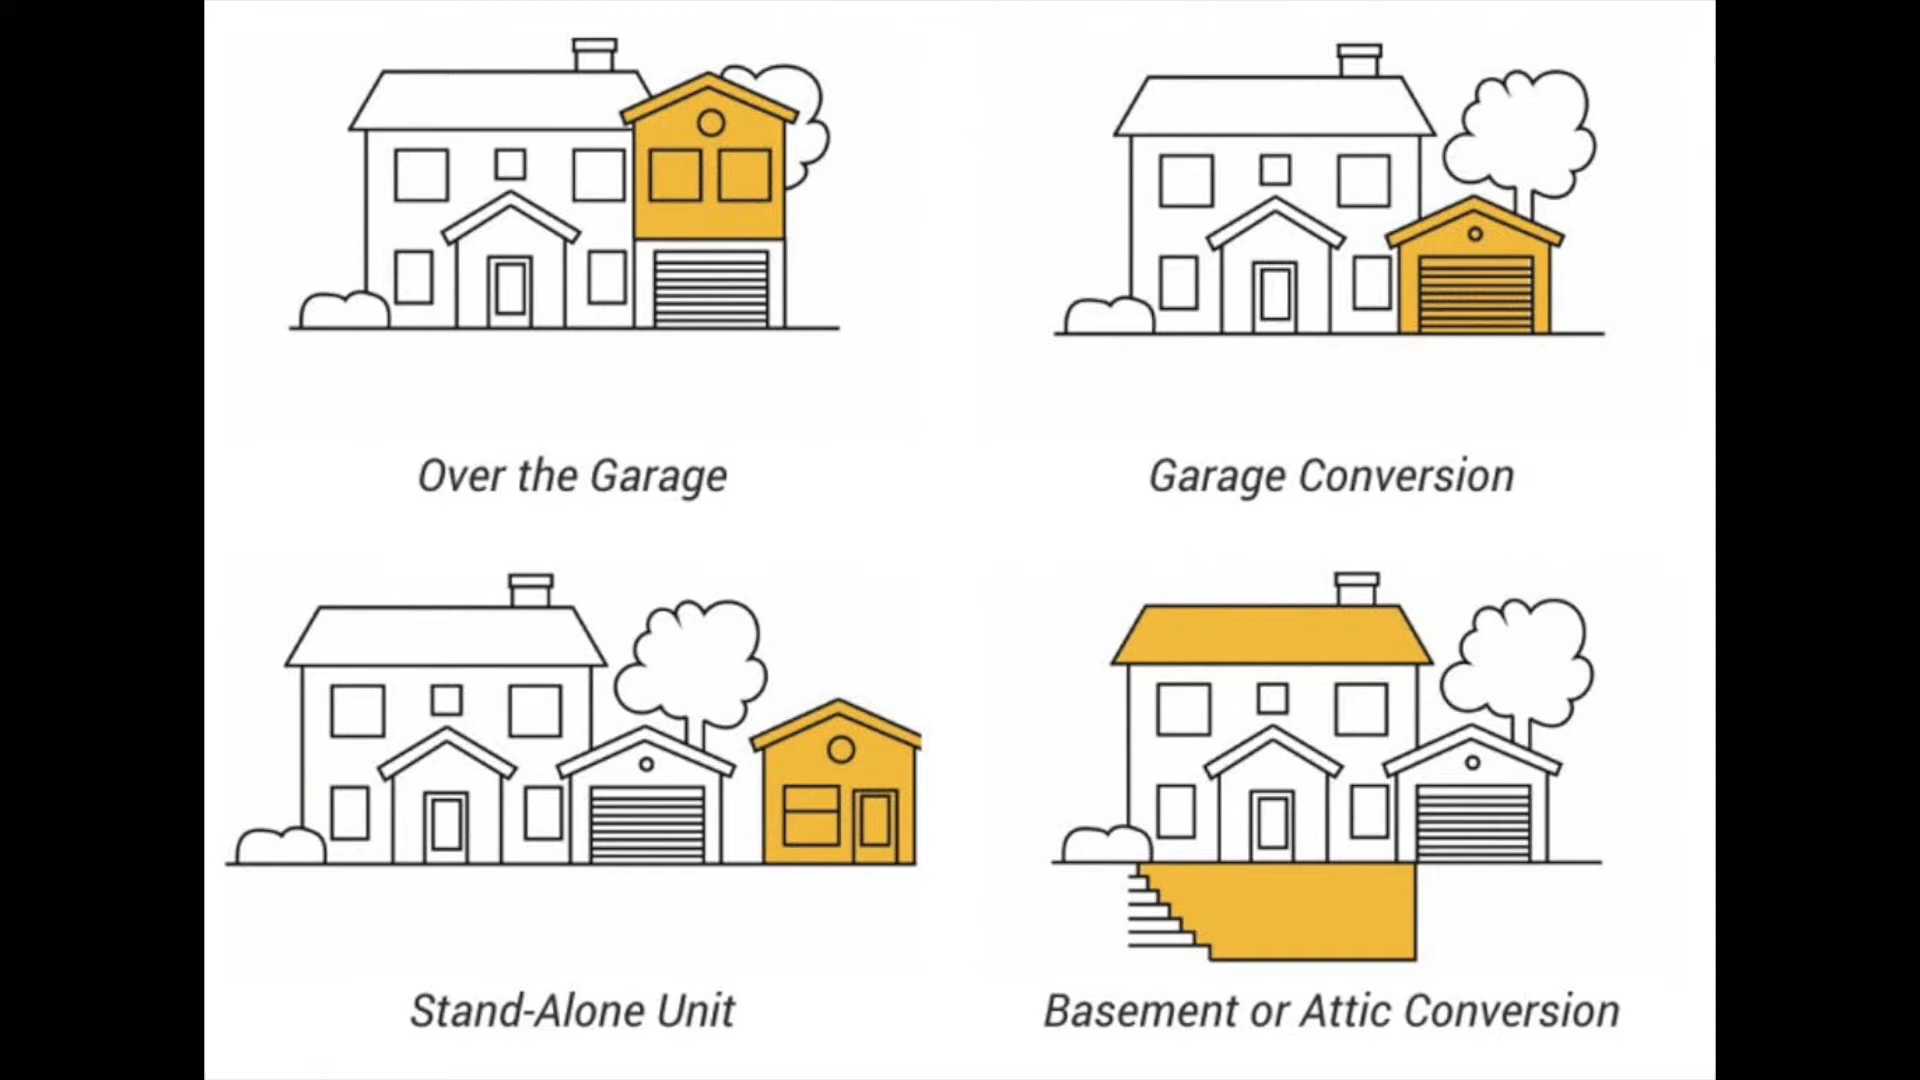 Over the Garage
Garage Conversion
Stand-Alone Unit
Basement or Attic Conversion